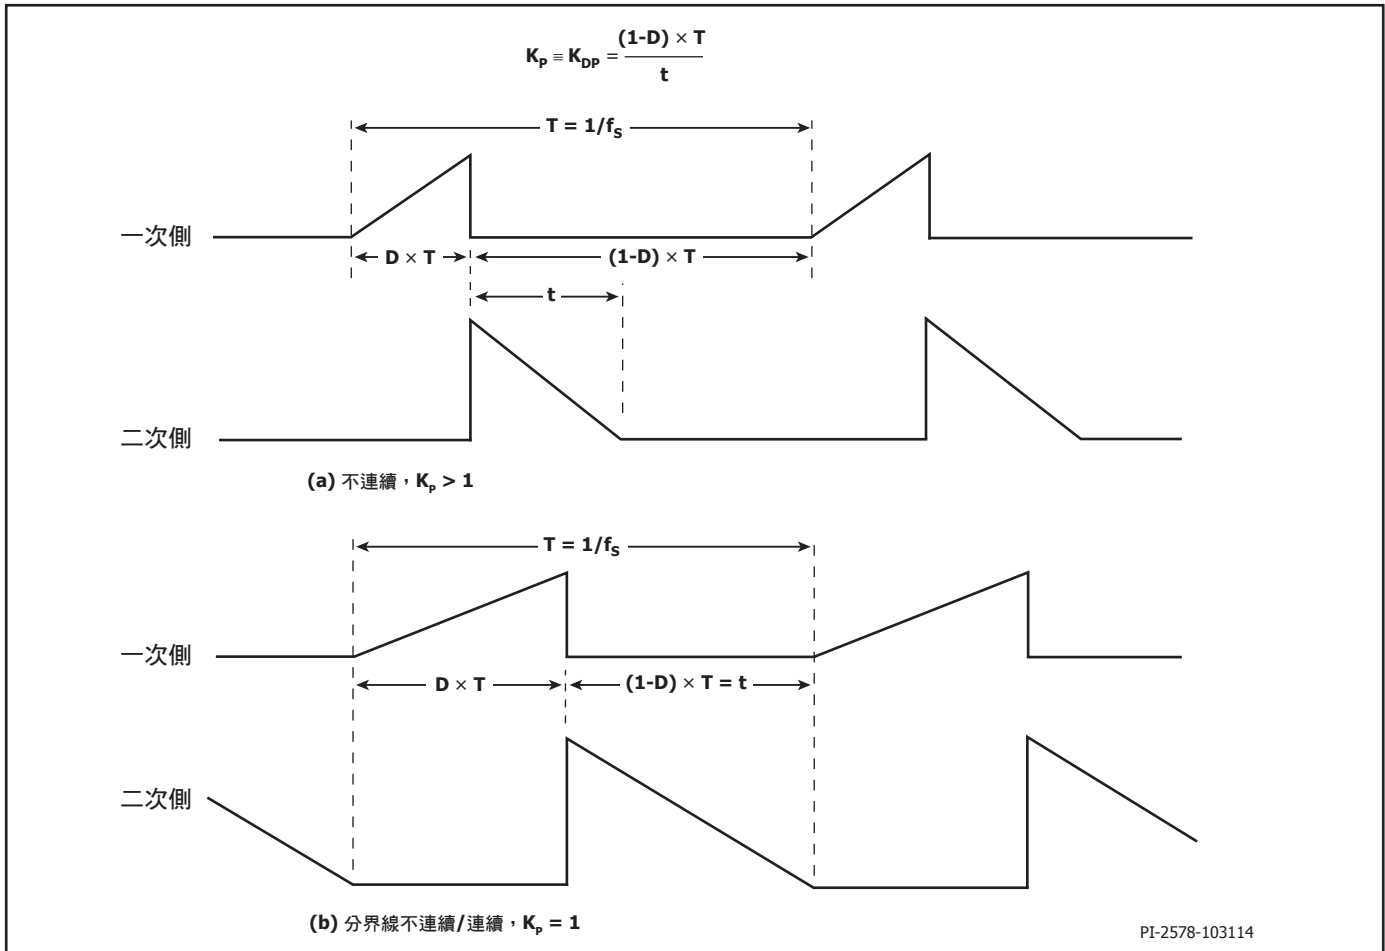 K_P ≡ K_DP = (1-D) × T / t
T = 1/f_S
一次側
D × T
(1-D) × T
t
二次側
(a) 不連續，K_P > 1
T = 1/f_S
一次側
D × T
(1-D) × T = t
二次側
(b) 分界線不連續/連續，K_P = 1
PI-2578-103114